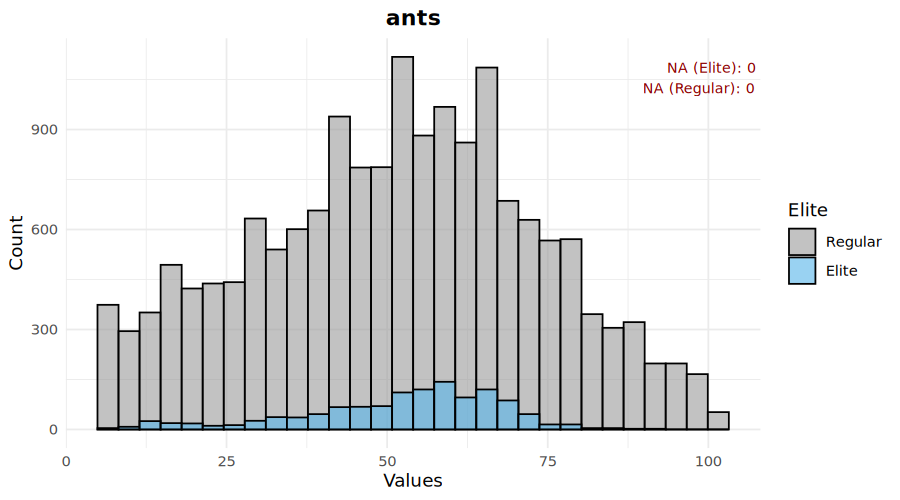 ants
NA (Elite): 0
NA (Regular): 0
900
600
300
0
Count
0 25 50 75 100
Values
Elite
Regular
Elite